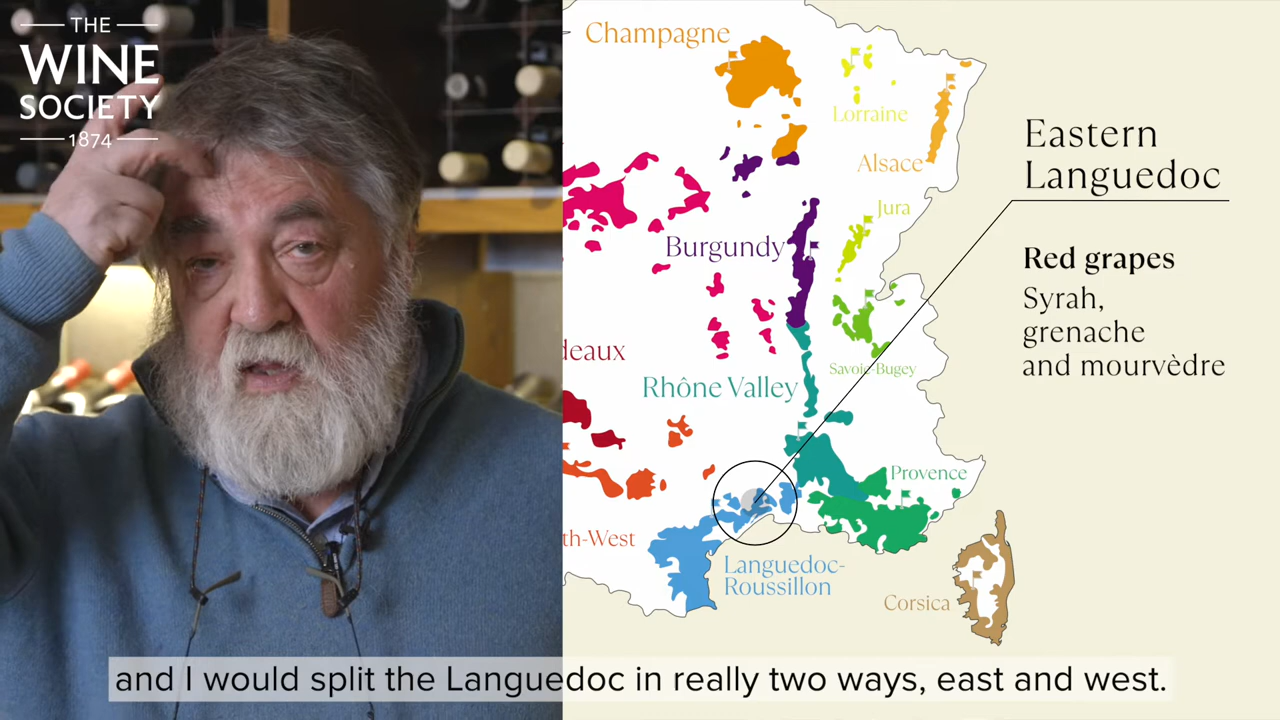 THE
WINE
SOCIETY
1874
Champagne
Lorraine
Alsace
Jura
Burgundy
Rhône Valley
Savoie-Bugey
Provence
Languedoc-
Roussillon
Corsica
Eastern
Languedoc
Red grapes
Syrah,
grenache
and mourvèdre
deaux
th-West
and I would split the Languedoc in really two ways, east and west.